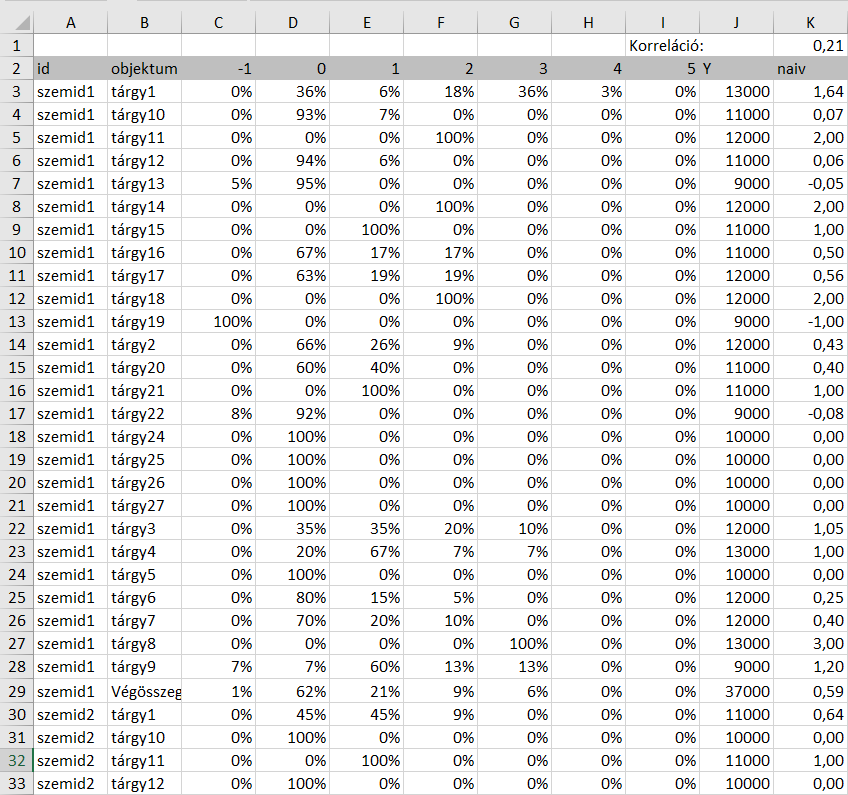 A B C D E F G H I J K
1 Korreláció: 0,21
2 id objektum -1 0 1 2 3 4 5 Y naiv
3 szemid1 tárgy1 0% 36% 6% 18% 36% 3% 0% 13000 1,64
4 szemid1 tárgy10 0% 93% 7% 0% 0% 0% 0% 11000 0,07
5 szemid1 tárgy11 0% 0% 0% 100% 0% 0% 0% 12000 2,00
6 szemid1 tárgy12 0% 94% 6% 0% 0% 0% 0% 11000 0,06
7 szemid1 tárgy13 5% 95% 0% 0% 0% 0% 0% 9000 -0,05
8 szemid1 tárgy14 0% 0% 0% 100% 0% 0% 0% 12000 2,00
9 szemid1 tárgy15 0% 0% 100% 0% 0% 0% 0% 11000 1,00
10 szemid1 tárgy16 0% 67% 17% 17% 0% 0% 0% 11000 0,50
11 szemid1 tárgy17 0% 63% 19% 19% 0% 0% 0% 12000 0,56
12 szemid1 tárgy18 0% 0% 0% 100% 0% 0% 0% 12000 2,00
13 szemid1 tárgy19 100% 0% 0% 0% 0% 0% 0% 9000 -1,00
14 szemid1 tárgy2 0% 66% 26% 9% 0% 0% 0% 12000 0,43
15 szemid1 tárgy20 0% 60% 40% 0% 0% 0% 0% 11000 0,40
16 szemid1 tárgy21 0% 0% 100% 0% 0% 0% 0% 11000 1,00
17 szemid1 tárgy22 8% 92% 0% 0% 0% 0% 0% 9000 -0,08
18 szemid1 tárgy24 0% 100% 0% 0% 0% 0% 0% 10000 0,00
19 szemid1 tárgy25 0% 100% 0% 0% 0% 0% 0% 10000 0,00
20 szemid1 tárgy26 0% 100% 0% 0% 0% 0% 0% 10000 0,00
21 szemid1 tárgy27 0% 100% 0% 0% 0% 0% 0% 10000 0,00
22 szemid1 tárgy3 0% 35% 35% 20% 10% 0% 0% 12000 1,05
23 szemid1 tárgy4 0% 20% 67% 7% 7% 0% 0% 13000 1,00
24 szemid1 tárgy5 0% 100% 0% 0% 0% 0% 0% 10000 0,00
25 szemid1 tárgy6 0% 80% 15% 5% 0% 0% 0% 12000 0,25
26 szemid1 tárgy7 0% 70% 20% 10% 0% 0% 0% 12000 0,40
27 szemid1 tárgy8 0% 0% 0% 0% 100% 0% 0% 13000 3,00
28 szemid1 tárgy9 7% 7% 60% 13% 13% 0% 0% 9000 1,20
29 szemid1 Végösszeg 1% 62% 21% 9% 6% 0% 0% 37000 0,59
30 szemid2 tárgy1 0% 45% 45% 9% 0% 0% 0% 11000 0,64
31 szemid2 tárgy10 0% 100% 0% 0% 0% 0% 0% 10000 0,00
32 szemid2 tárgy11 0% 0% 100% 0% 0% 0% 0% 11000 1,00
33 szemid2 tárgy12 0% 100% 0% 0% 0% 0% 0% 10000 0,00